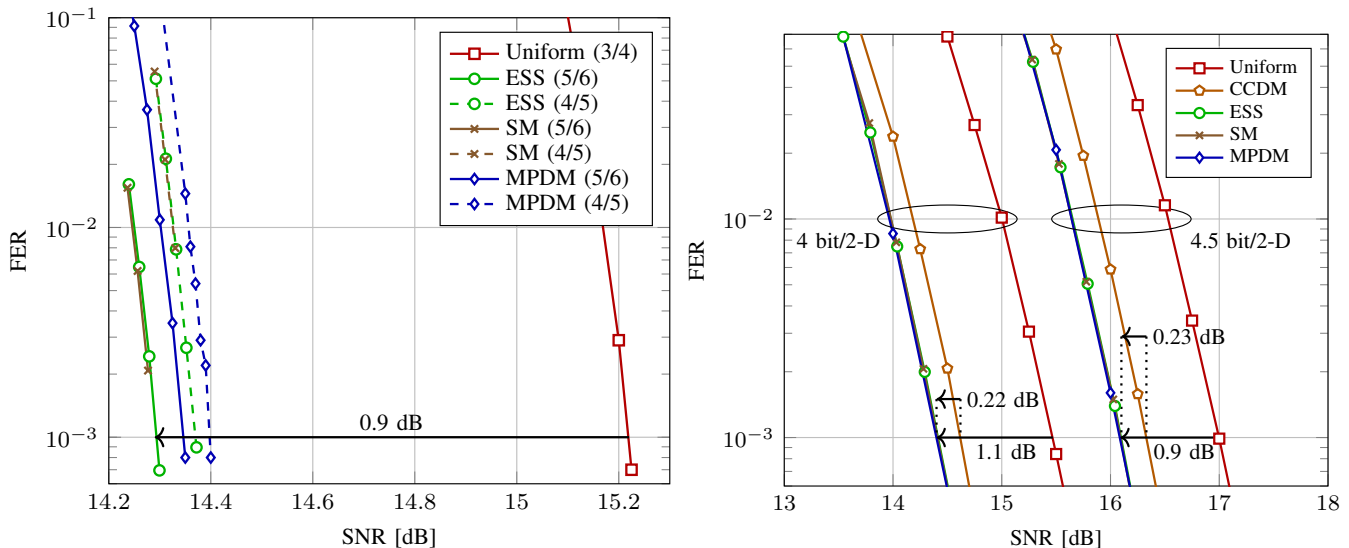 10⁻¹
10⁻²
10⁻³
FER
14.2
14.4
14.6
14.8
15
15.2
SNR [dB]
Uniform (3/4)
ESS (5/6)
ESS (4/5)
SM (5/6)
SM (4/5)
MPDM (5/6)
MPDM (4/5)
0.9 dB
10⁻²
10⁻³
FER
13
14
15
16
17
18
SNR [dB]
Uniform
CCDM
ESS
SM
MPDM
4 bit/2-D
4.5 bit/2-D
0.23 dB
0.22 dB
1.1 dB
0.9 dB